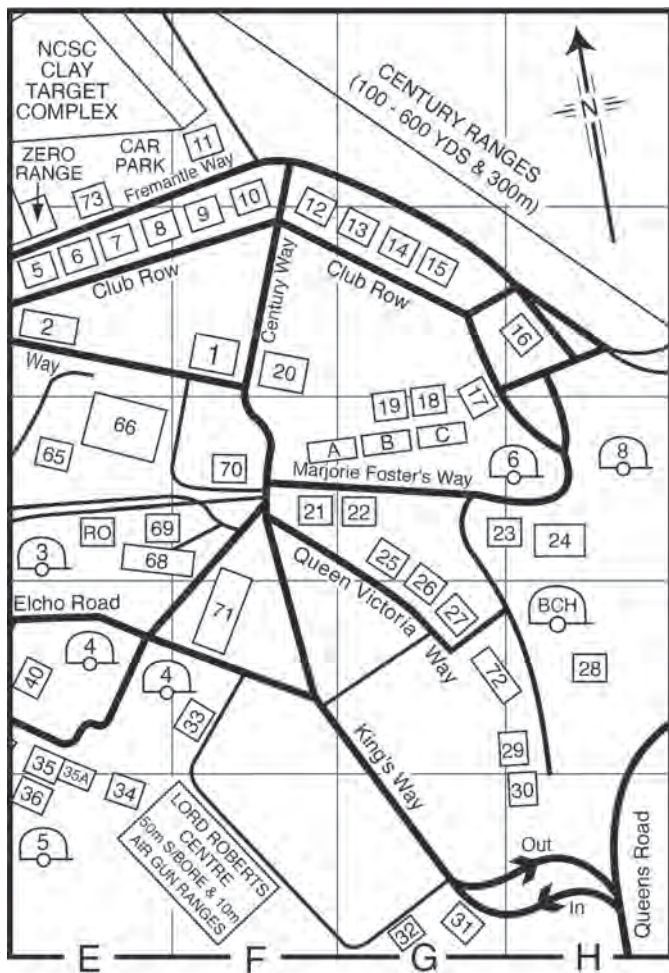 NCSC
CLAY
TARGET
COMPLEX
CENTURY RANGES
(100 - 600 YDS & 300m)
N
ZERO
RANGE
CAR
PARK
11
73
Fremantle Way
5
6
7
8
9
10
12
13
14
15
Club Row
Century Way
Club Row
16
2
1
20
Way
19
18
17
66
A
B
C
65
70
Marjorie Foster's Way
6
8
RO
69
21
22
23
24
3
68
25
26
27
Queen Victoria
Way
Elcho Road
71
BCH
4
4
40
72
28
33
King's Way
29
30
35
35A
34
36
5
LORD ROBERTS
CENTRE
50m S/BORE & 10m
AIR GUN RANGES
Out
In
Queens Road
31
32
E
F
G
H